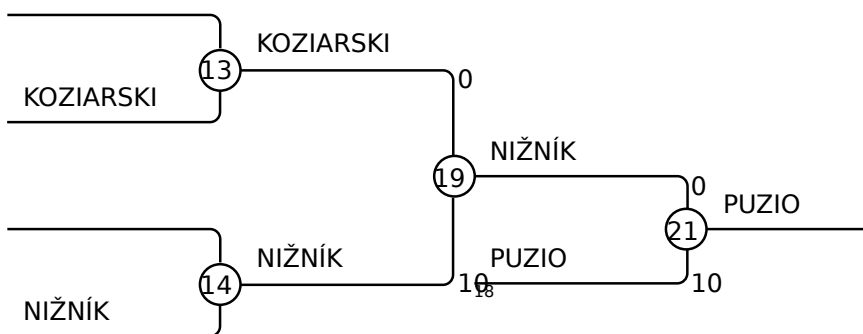 KOZIARSKI
13
KOZIARSKI
0
NIŽNÍK
19
0
PUZIO
21
NIŽNÍK
PUZIO
14
10
18
10
NIŽNÍK